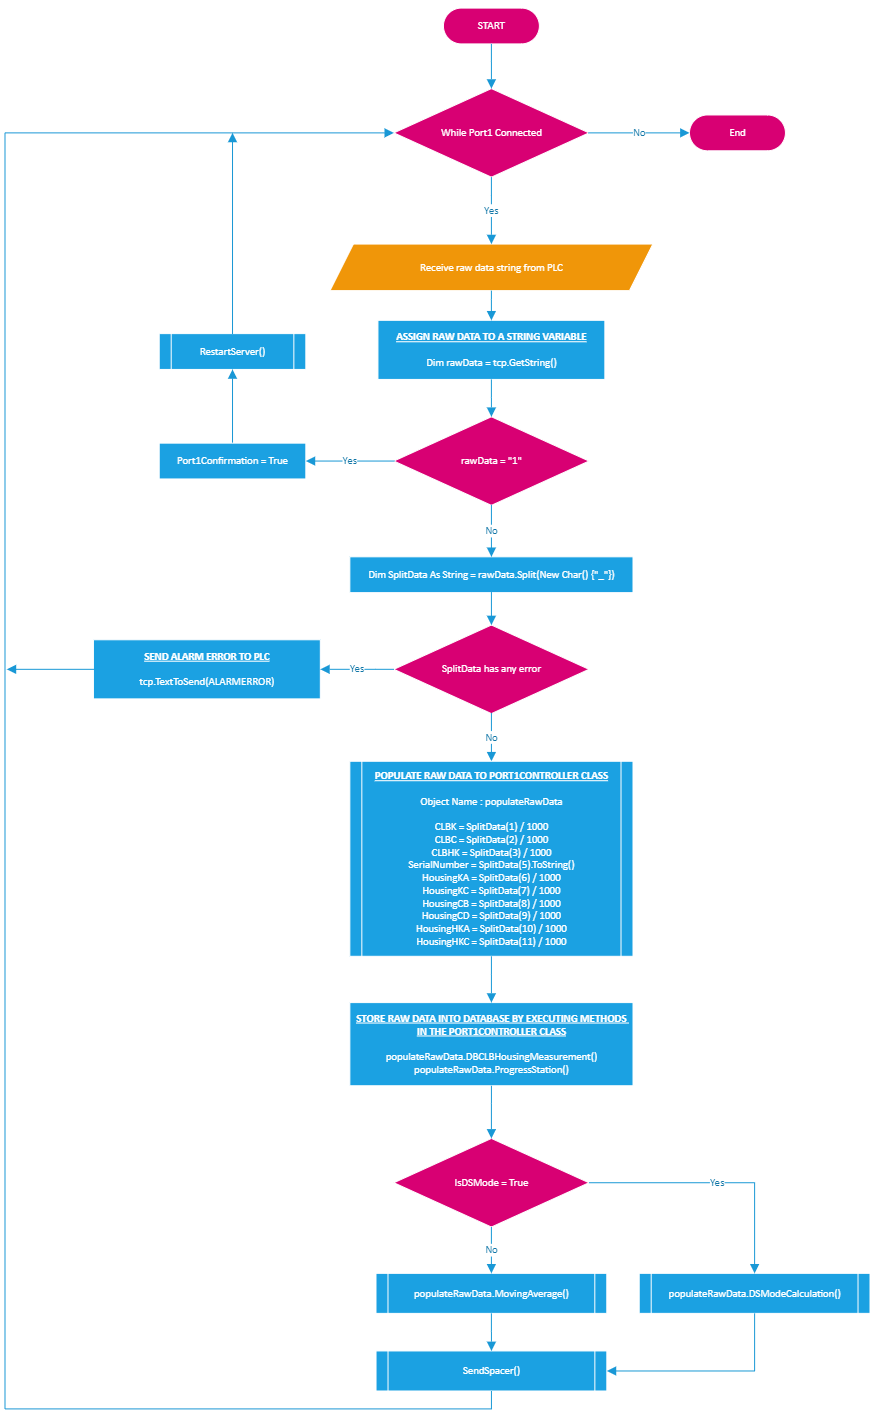 START
While Port1 Connected
No
End
Yes
Receive raw data string from PLC
ASSIGN RAW DATA TO A STRING VARIABLE
Dim rawData = tcp.GetString()
RestartServer()
rawData = "1"
Yes
Port1Confirmation = True
No
Dim SplitData As String = rawData.Split(New Char() {"_"})
SplitData has any error
Yes
SEND ALARM ERROR TO PLC
tcp.TextToSend(ALARMERROR)
No
POPULATE RAW DATA TO PORT1CONTROLLER CLASS
Object Name : populateRawData
CLBK = SplitData(1) / 1000
CLBC = SplitData(2) / 1000
CLBHK = SplitData(3) / 1000
SerialNumber = SplitData(5).ToString()
HousingKA = SplitData(6) / 1000
HousingKC = SplitData(7) / 1000
HousingCB = SplitData(8) / 1000
HousingCD = SplitData(9) / 1000
HousingHKA = SplitData(10) / 1000
HousingHKC = SplitData(11) / 1000
STORE RAW DATA INTO DATABASE BY EXECUTING METHODS
IN THE PORT1CONTROLLER CLASS
populateRawData.DBCLBHousingMeasurement()
populateRawData.ProgressStation()
IsDSMode = True
Yes
No
populateRawData.MovingAverage()
populateRawData.DSModeCalculation()
SendSpacer()